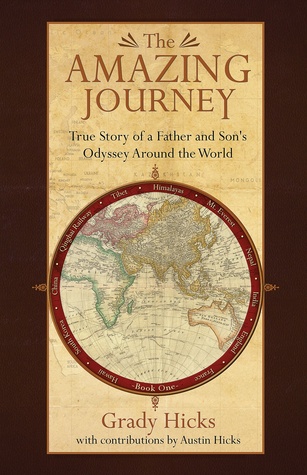 The
AMAZING
JOURNEY
True Story of a Father and Son's
Odyssey Around the World
Hawaii • South Korea • China • Qinghai Railway • Tibet • Himalayas • Mt. Everest • Nepal • India • England • France
-Book One-
Grady Hicks
with contributions by Austin Hicks